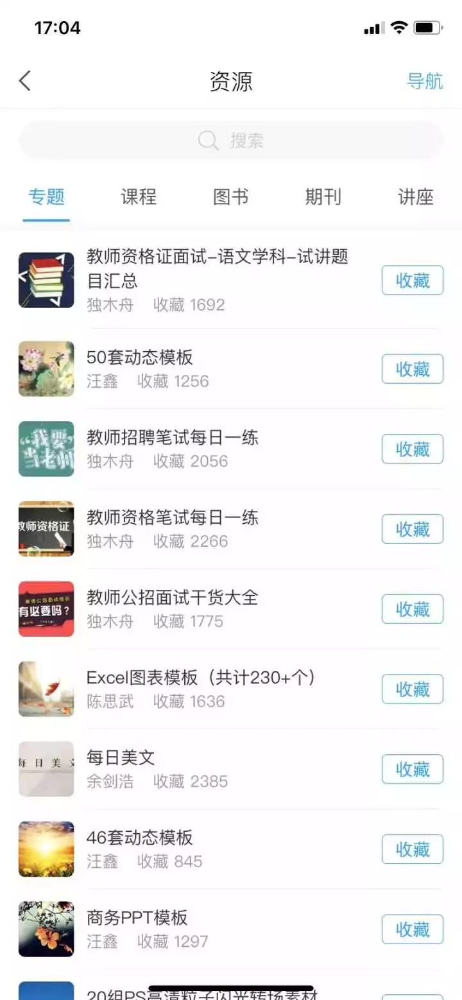 17:04
资源
导航
搜索
专题
课程
图书
期刊
讲座
教师资格证面试-语文学科-试讲题
目汇总
独木舟 收藏 1692
收藏
50套动态模板
汪鑫 收藏 1256
收藏
“我要
当老师
教师招聘笔试每日一练
独木舟 收藏 2056
收藏
教师资格证
教师资格笔试每日一练
独木舟 收藏 2266
收藏
教师公招面试培训
有必要吗？
教师公招面试干货大全
独木舟 收藏 1775
收藏
Excel图表模板（共计230+个）
陈思武 收藏 1636
收藏
每日美文
每日美文
余剑浩 收藏 2385
收藏
46套动态模板
汪鑫 收藏 845
收藏
商务PPT模板
汪鑫 收藏 1297
收藏
20组PS高清粒子闪光转场素材